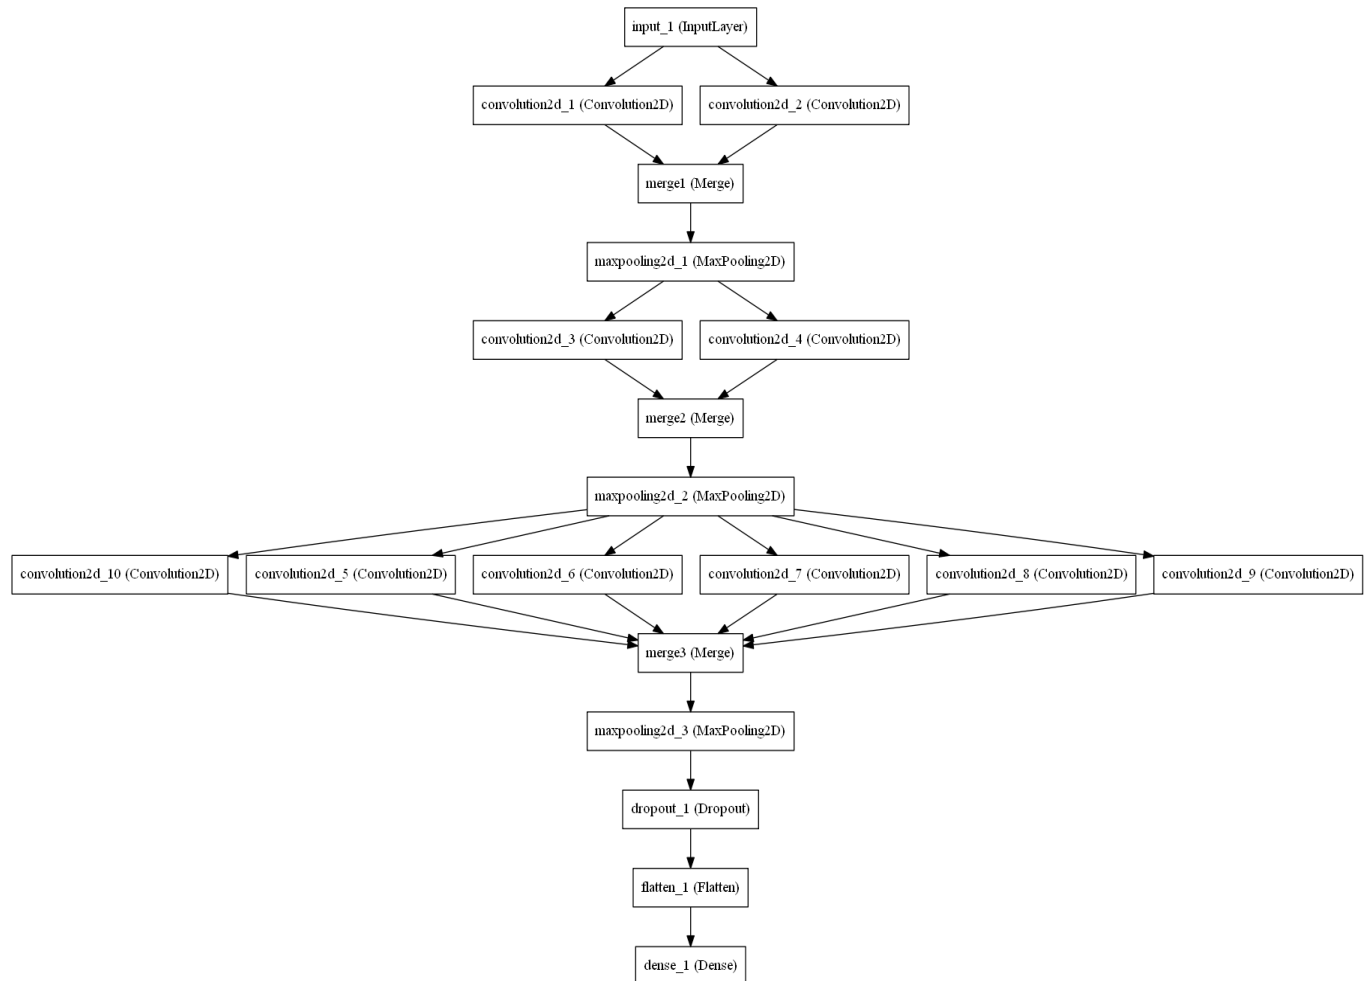 input_1 (InputLayer)
convolution2d_1 (Convolution2D)
convolution2d_2 (Convolution2D)
merge1 (Merge)
maxpooling2d_1 (MaxPooling2D)
convolution2d_3 (Convolution2D)
convolution2d_4 (Convolution2D)
merge2 (Merge)
maxpooling2d_2 (MaxPooling2D)
convolution2d_10 (Convolution2D)
convolution2d_5 (Convolution2D)
convolution2d_6 (Convolution2D)
convolution2d_7 (Convolution2D)
convolution2d_8 (Convolution2D)
convolution2d_9 (Convolution2D)
merge3 (Merge)
maxpooling2d_3 (MaxPooling2D)
dropout_1 (Dropout)
flatten_1 (Flatten)
dense_1 (Dense)